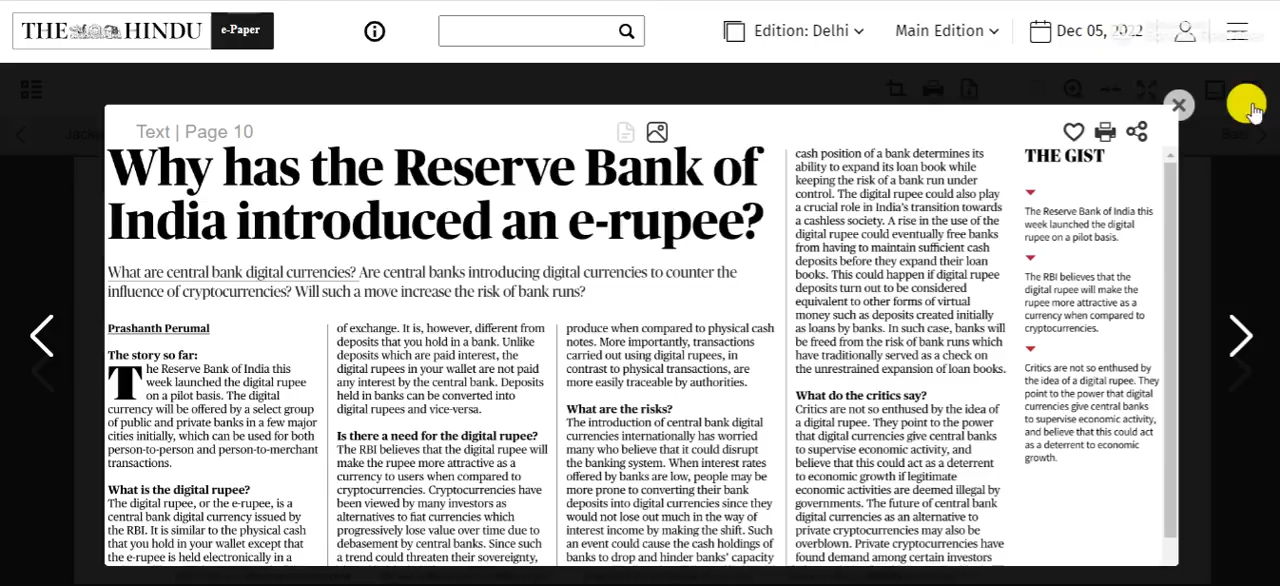 THE HINDU e-Paper
Edition: Delhi
Main Edition
Dec 05, 2022
Text | Page 10
Why has the Reserve Bank of
India introduced an e-rupee?
What are central bank digital currencies? Are central banks introducing digital currencies to counter the
influence of cryptocurrencies? Will such a move increase the risk of bank runs?
Prashanth Perumal
The story so far:
The Reserve Bank of India this
week launched the digital rupee
on a pilot basis. The digital
currency will be offered by a select group
of public and private banks in a few major
cities initially, which can be used for both
person-to-person and person-to-merchant
transactions.
What is the digital rupee?
The digital rupee, or the e-rupee, is a
central bank digital currency issued by
the RBI. It is similar to the physical cash
that you hold in your wallet except that
the e-rupee is held electronically in a
of exchange. It is, however, different from
deposits that you hold in a bank. Unlike
deposits which are paid interest, the
digital rupees in your wallet are not paid
any interest by the central bank. Deposits
held in banks can be converted into
digital rupees and vice-versa.
Is there a need for the digital rupee?
The RBI believes that the digital rupee will
make the rupee more attractive as a
currency to users when compared to
cryptocurrencies. Cryptocurrencies have
been viewed by many investors as
alternatives to fiat currencies which
progressively lose value over time due to
debasement by central banks. Since such
a trend could threaten their sovereignty,
produce when compared to physical cash
notes. More importantly, transactions
carried out using digital rupees, in
contrast to physical transactions, are
more easily traceable by authorities.
What are the risks?
The introduction of central bank digital
currencies internationally has worried
many who believe that it could disrupt
the banking system. When interest rates
offered by banks are low, people may be
more prone to converting their bank
deposits into digital currencies since they
would not lose out much in the way of
interest income by making the shift. Such
an event could cause the cash holdings of
banks to drop and hinder banks' capacity
cash position of a bank determines its
ability to expand its loan book while
keeping the risk of a bank run under
control. The digital rupee could also play
a crucial role in India's transition towards
a cashless society. A rise in the use of the
digital rupee could eventually free banks
from having to maintain sufficient cash
deposits before they expand their loan
books. This could happen if digital rupee
deposits turn out to be considered
equivalent to other forms of virtual
money such as deposits created initially
as loans by banks. In such case, banks will
be freed from the risk of bank runs which
have traditionally served as a check on
the unrestrained expansion of loan books.
What do the critics say?
Critics are not so enthused by the idea of
a digital rupee. They point to the power
that digital currencies give central banks
to supervise economic activity, and
believe that this could act as a deterrent
to economic growth if legitimate
economic activities are deemed illegal by
governments. The future of central bank
digital currencies as an alternative to
private cryptocurrencies may also be
overblown. Private cryptocurrencies have
found demand among certain investors
THE GIST
The Reserve Bank of India this
week launched the digital
rupee on a pilot basis.
The RBI believes that the
digital rupee will make the
rupee more attractive as a
currency when compared to
cryptocurrencies.
Critics are not so enthused by
the idea of a digital rupee. They
point to the power that digital
currencies give central banks
to supervise economic activity,
and believe that this could act
as a deterrent to economic
growth.